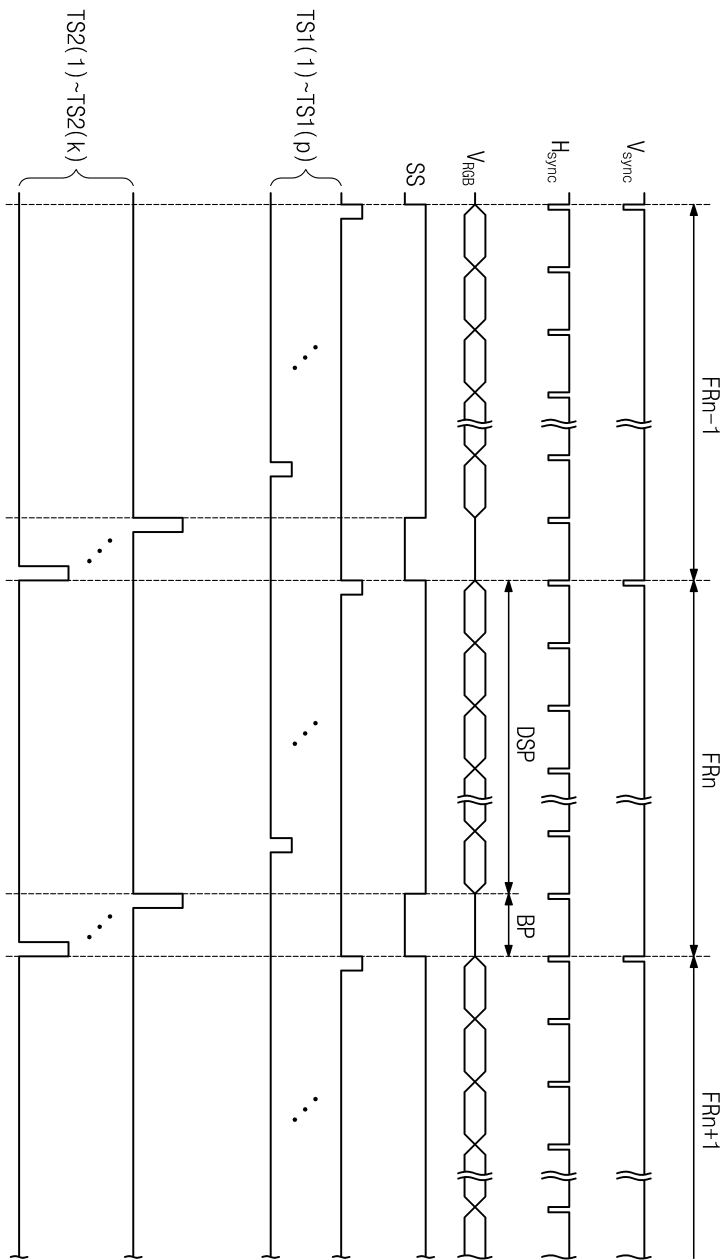 FRn-1
FRn
FRn+1
Vsync
Hsync
DSP
BP
VRGB
SS
TS1(1)~TS1(p)
TS2(1)~TS2(k)